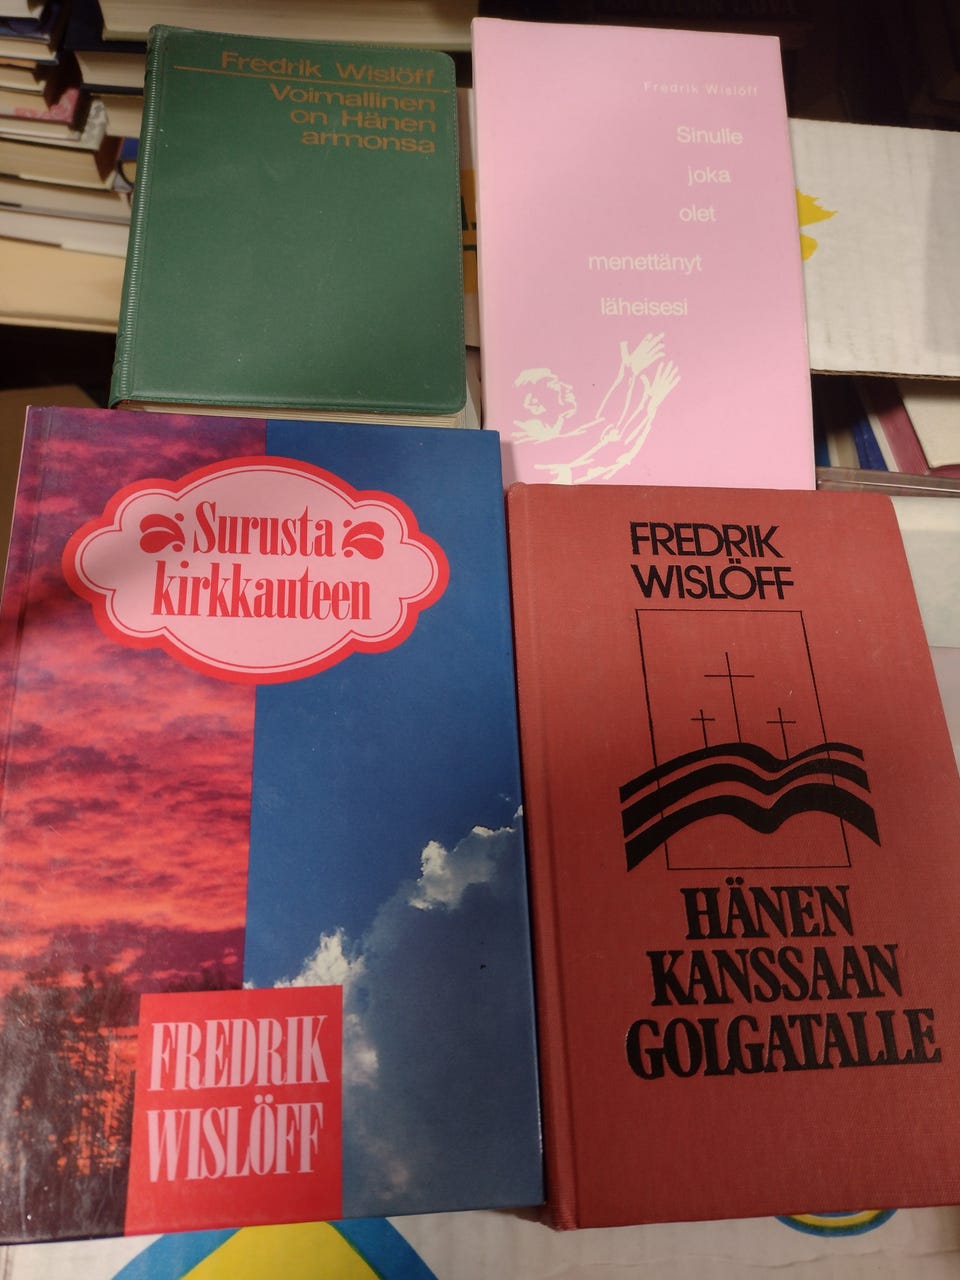 Fredrik Wislöff
Voimallinen
on Hänen
armonsa
Fredrik Wislöff
Sinulle
joka
olet
menettänyt
läheisesi
Surusta
kirkkauteen
FREDRIK
WISLÖFF
FREDRIK
WISLÖFF
HÄNEN
KANSSAAN
GOLGATALLE